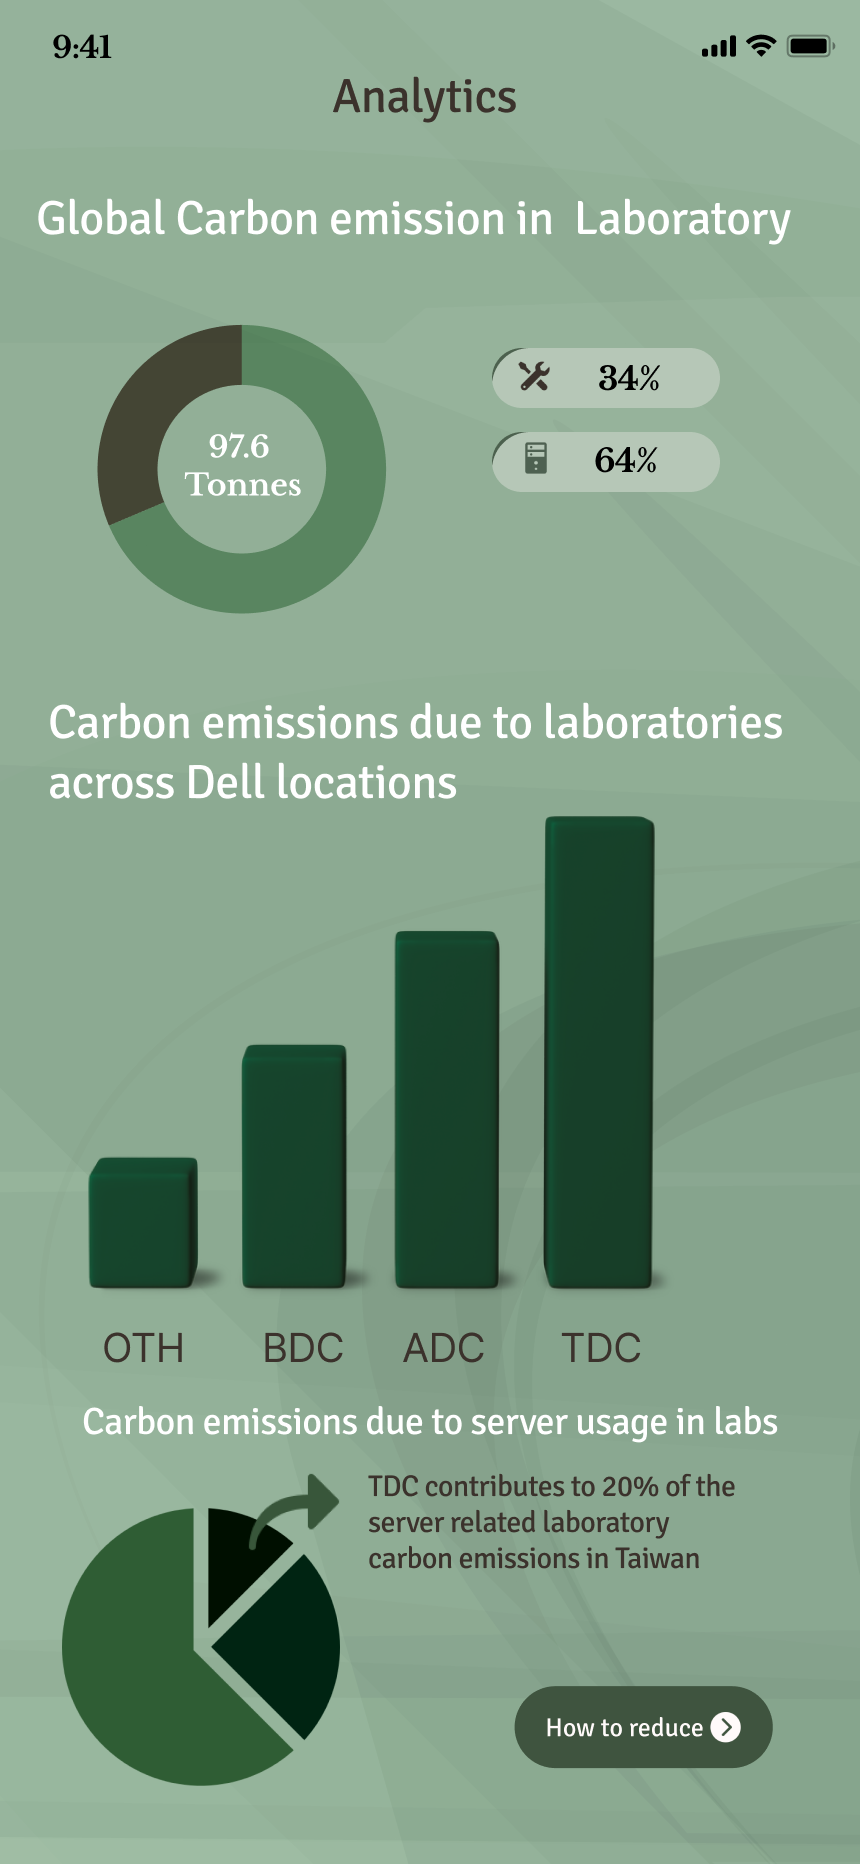 9:41
Analytics
Global Carbon emission in  Laboratory
97.6
Tonnes
34%
64%
Carbon emissions due to laboratories
across Dell locations
OTH BDC ADC TDC
Carbon emissions due to server usage in labs
TDC contributes to 20% of the
server related laboratory
carbon emissions in Taiwan
How to reduce